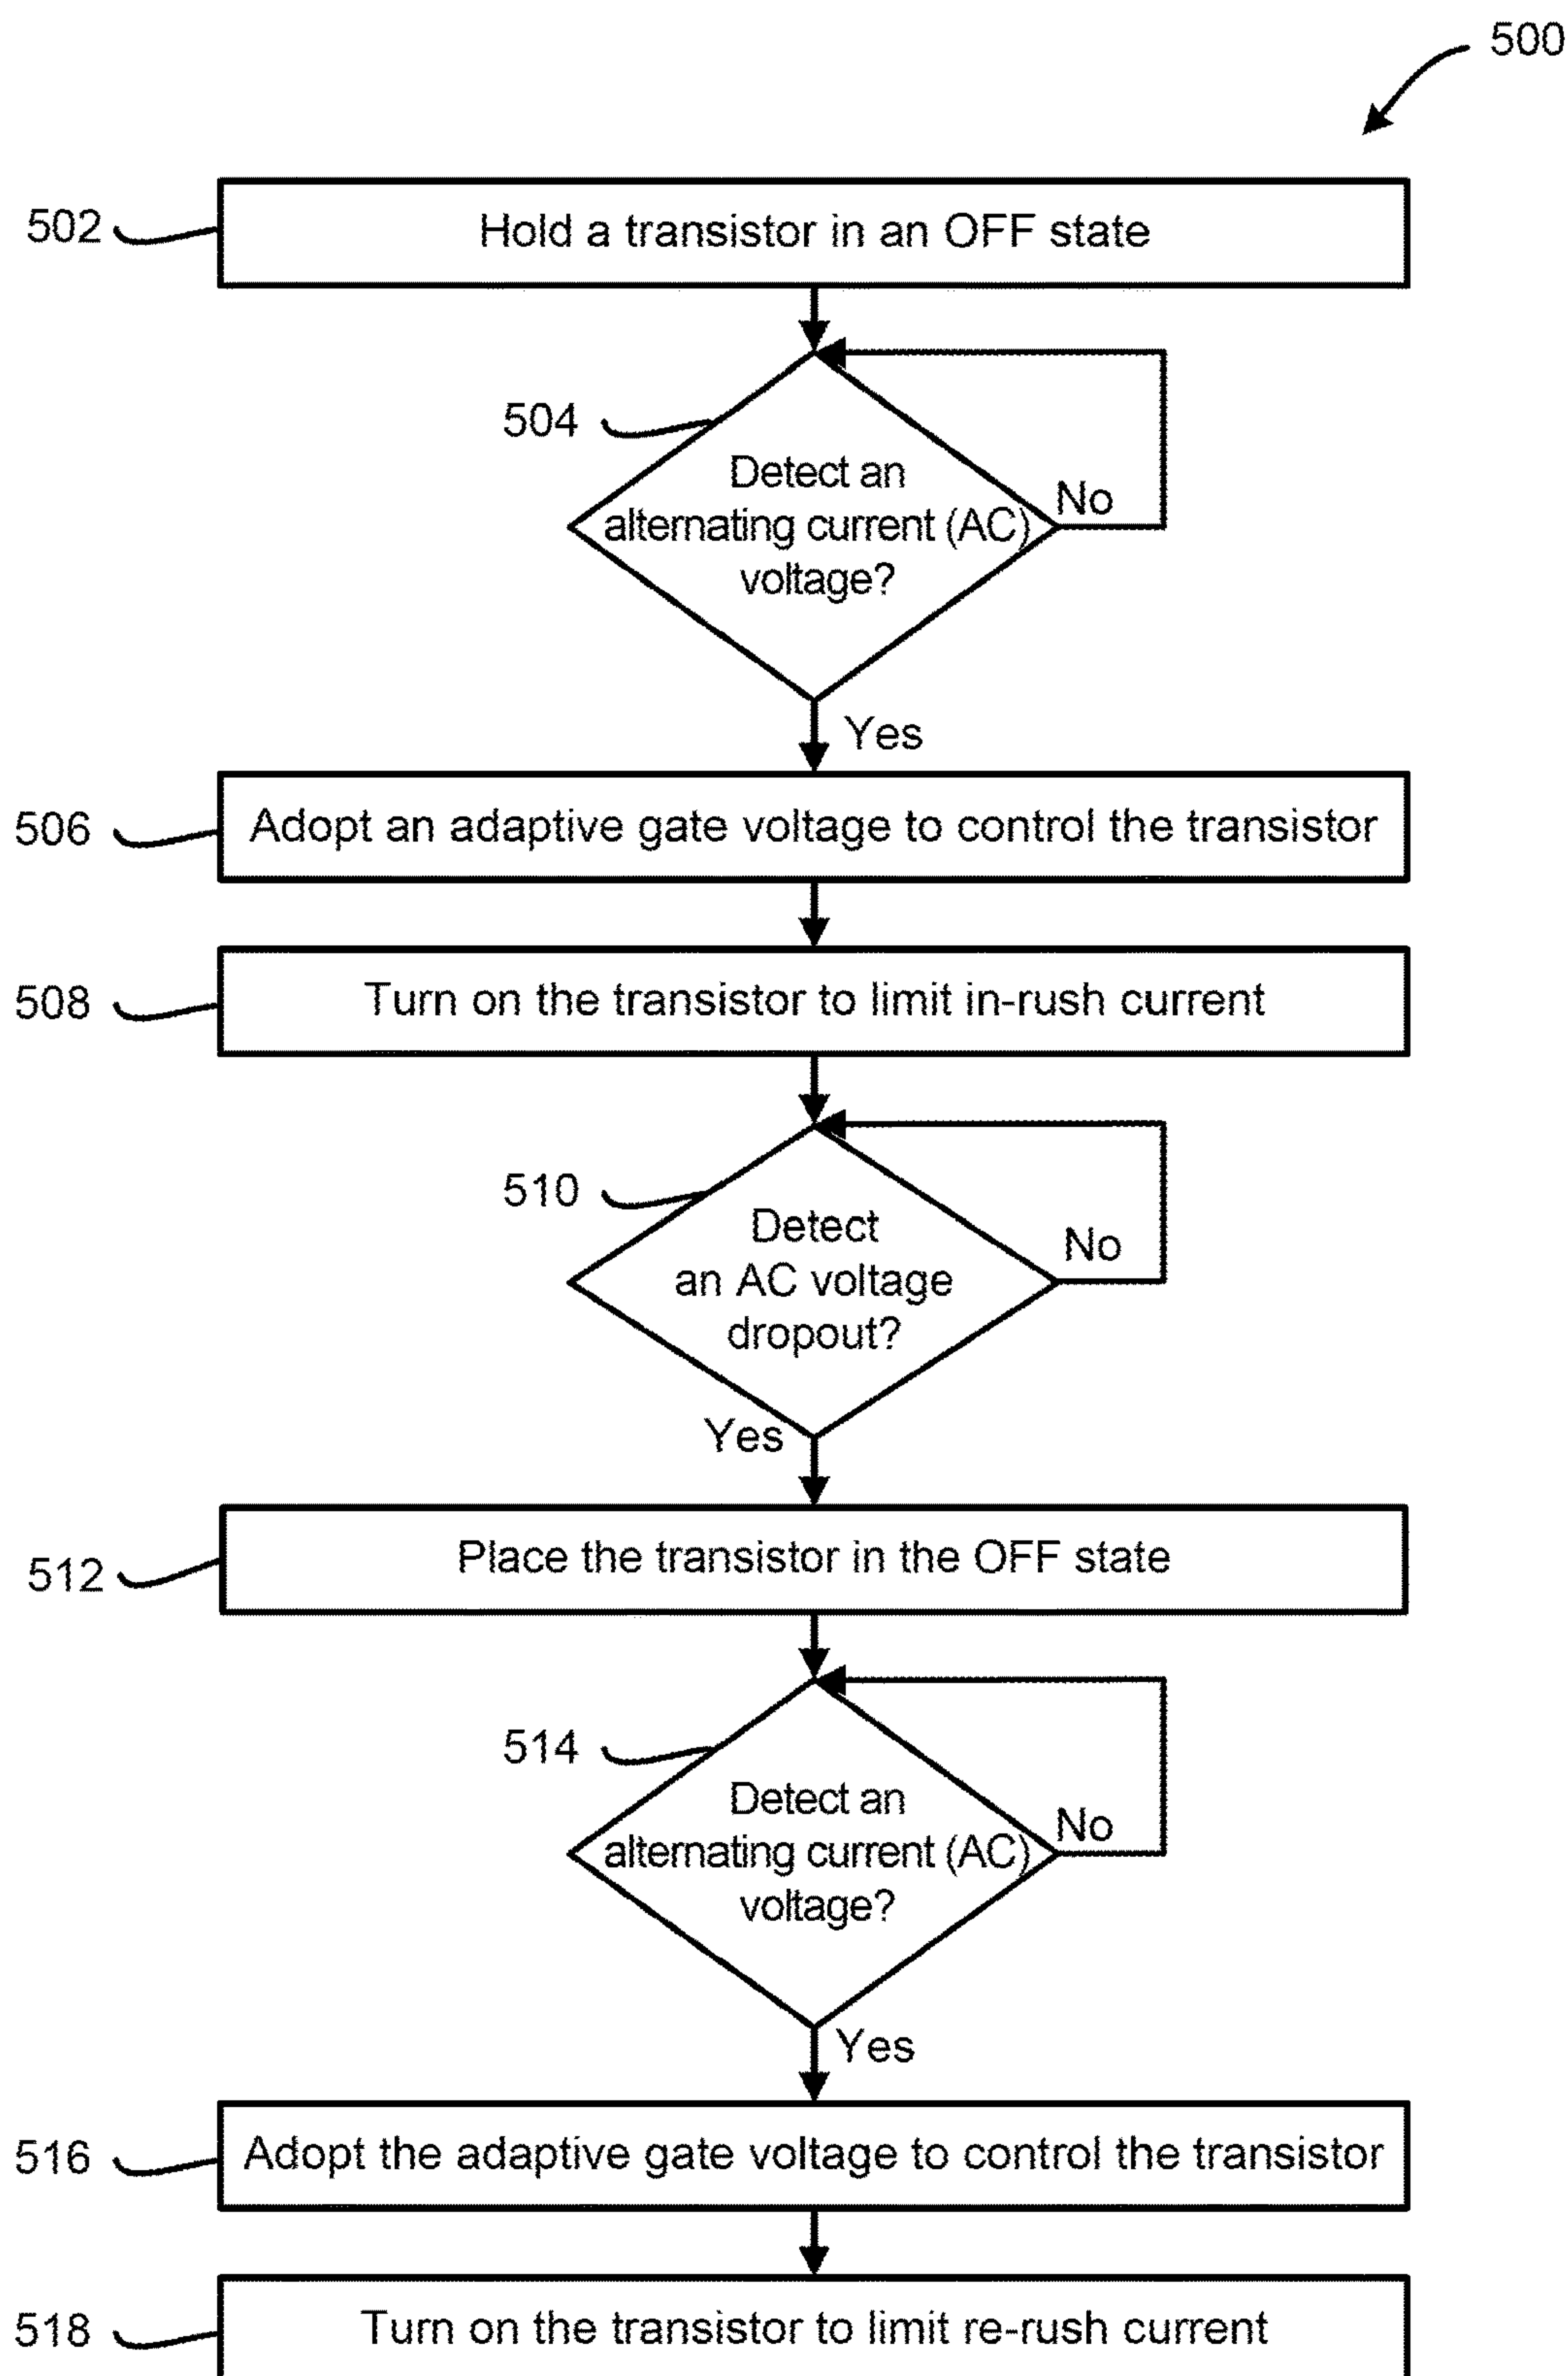 500
502
Hold a transistor in an OFF state
504
Detect an
alternating current (AC)
voltage?
No
Yes
506
Adopt an adaptive gate voltage to control the transistor
508
Turn on the transistor to limit in-rush current
510
Detect
an AC voltage
dropout?
No
Yes
512
Place the transistor in the OFF state
514
Detect an
alternating current (AC)
voltage?
No
Yes
516
Adopt the adaptive gate voltage to control the transistor
518
Turn on the transistor to limit re-rush current